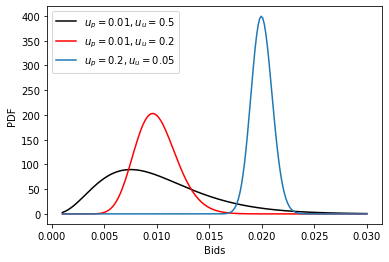 400
350
300
250
200
150
100
50
0
PDF
u_p = 0.01, u_u = 0.5
u_p = 0.01, u_u = 0.2
u_p = 0.2, u_u = 0.05
0.000 0.005 0.010 0.015 0.020 0.025 0.030
Bids